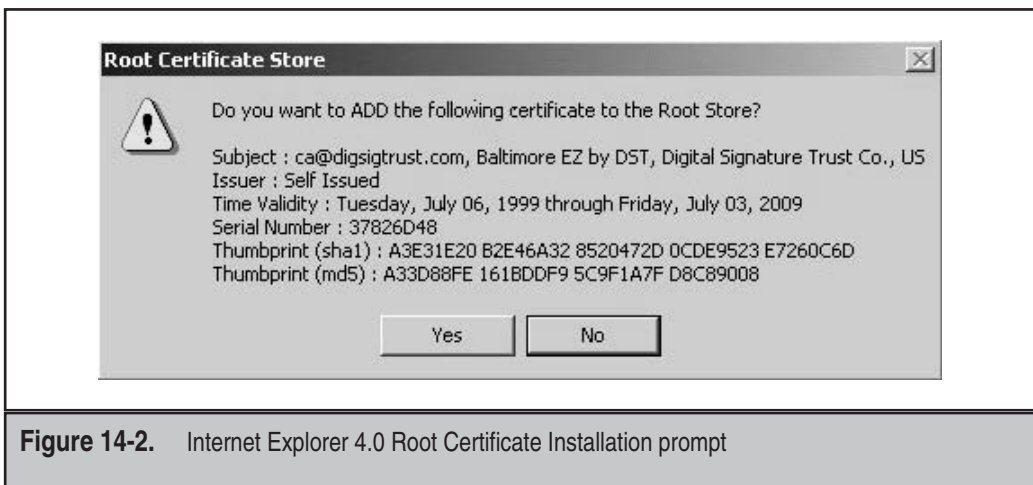 Root Certificate Store
Do you want to ADD the following certificate to the Root Store?
Subject : ca@digsigtrust.com, Baltimore EZ by DST, Digital Signature Trust Co., US
Issuer : Self Issued
Time Validity : Tuesday, July 06, 1999 through Friday, July 03, 2009
Serial Number : 37826D48
Thumbprint (sha1) : A3E31E20 B2E46A32 8520472D 0CDE9523 E7260C6D
Thumbprint (md5) : A33D88FE 161BDDF9 5C9F1A7F D8C89008
Yes No
Figure 14-2. Internet Explorer 4.0 Root Certificate Installation prompt